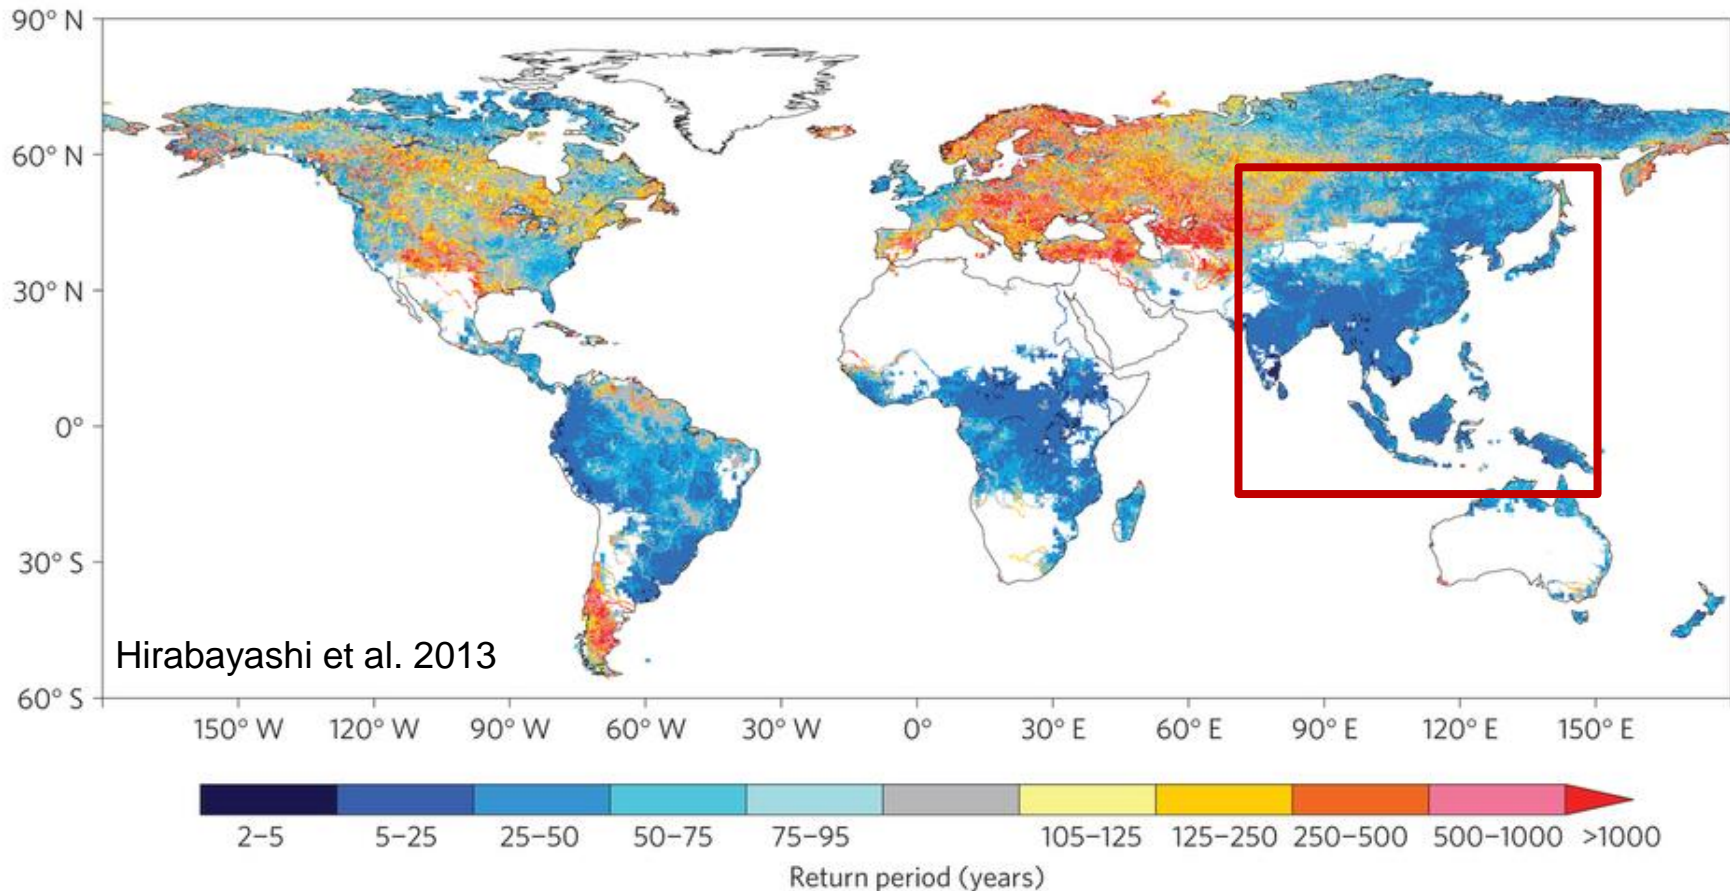 90° N
60° N
30° N
0°
30° S
60° S
Hirabayashi et al. 2013
150° W 120° W 90° W 60° W 30° W 0° 30° E 60° E 90° E 120° E 150° E
2–5 5–25 25–50 50–75 75–95 105–125 125–250 250–500 500–1000 >1000
Return period (years)